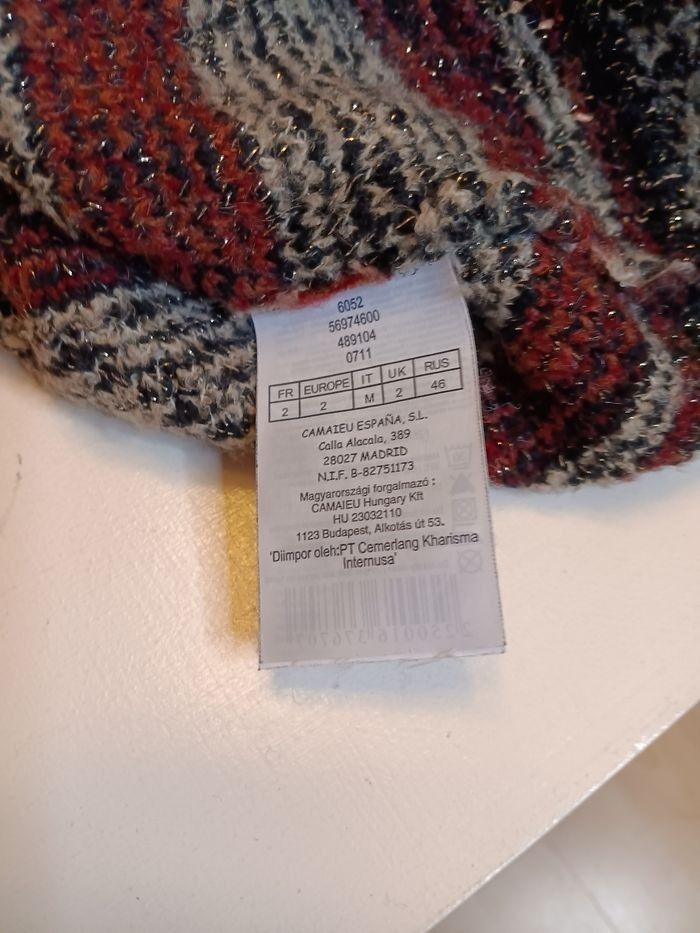 6052
56974600
489104
0711
FR EUROPE IT UK RUS
2 2 M 2 46
CAMAIEU ESPAÑA, S.L.
Calla Alacala, 389
28027 MADRID
N.I.F. B-82751173
Magyarországi forgalmazó :
CAMAIEU Hungary Kft
HU 23032110
1123 Budapest, Alkotás út 53.
'Diimpor oleh:PT Cemerlang Kharisma
Internusa'